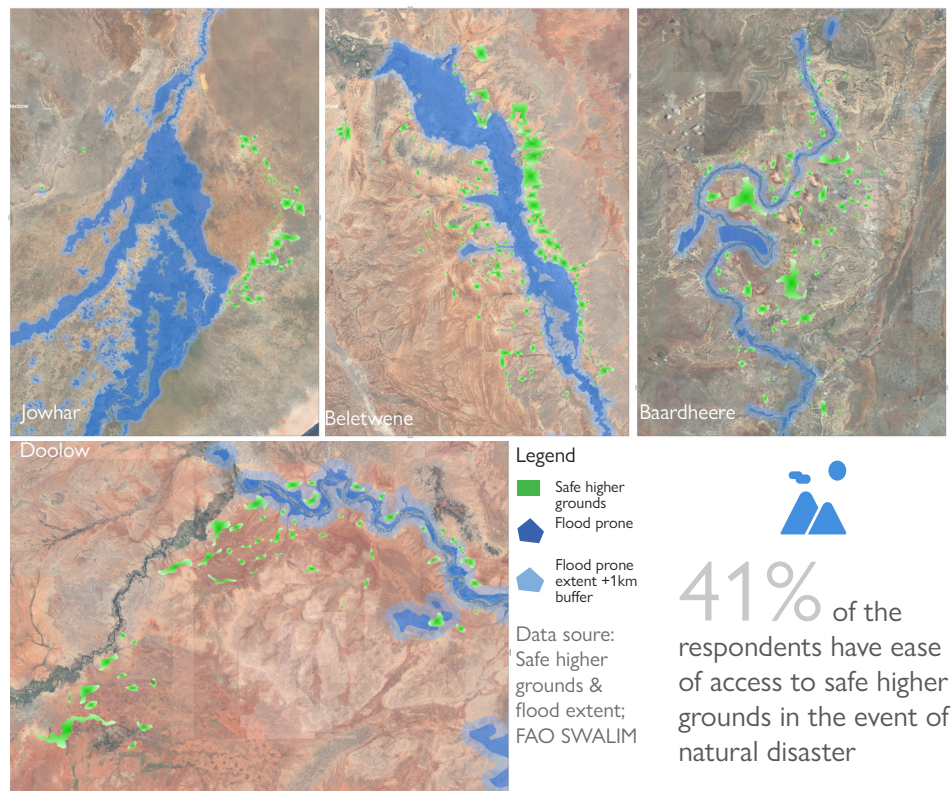 Jowhar
Beletwene
Baardheere
Doolow
Legend
Safe higher
grounds
Flood prone
Flood prone
extent +1km
buffer
Data soure:
Safe higher
grounds &
flood extent;
FAO SWALIM
41% of the
respondents have ease
of access to safe higher
grounds in the event of
natural disaster